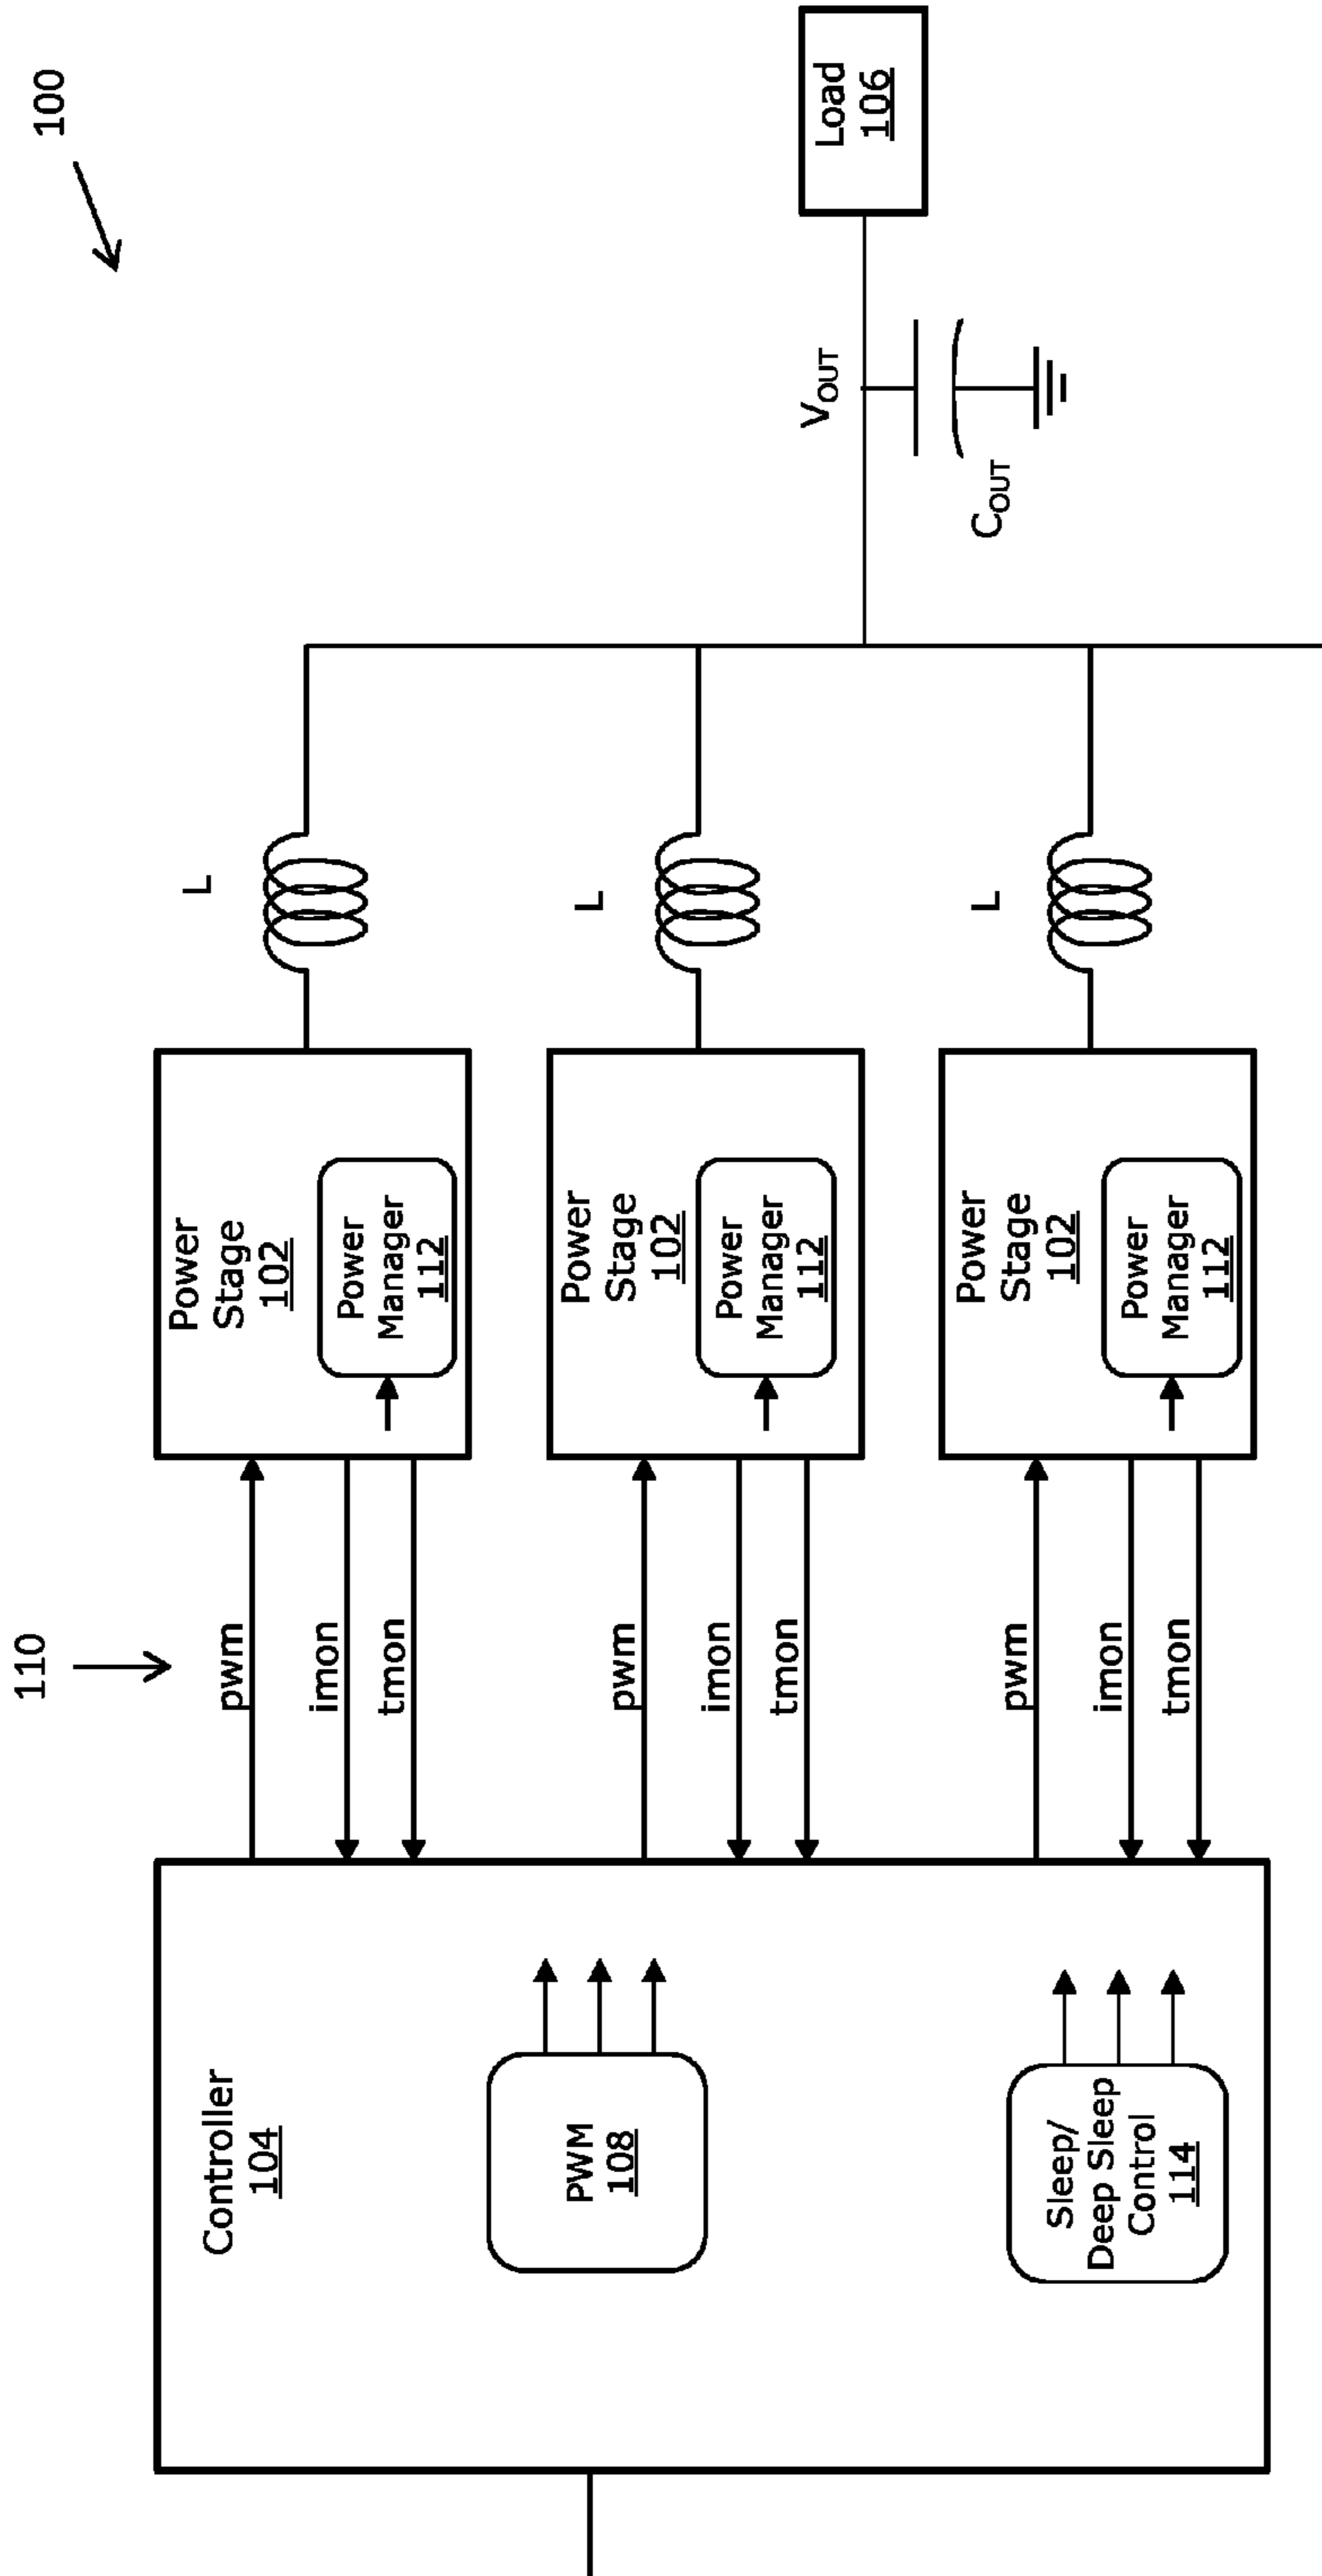 100
110
Controller
104
PWM
108
Sleep/
Deep Sleep
Control
114
pwm
imon
tmon
Power
Stage
102
Power
Manager
112
L
pwm
imon
tmon
Power
Stage
102
Power
Manager
112
L
pwm
imon
tmon
Power
Stage
102
Power
Manager
112
L
VOUT
COUT
Load
106